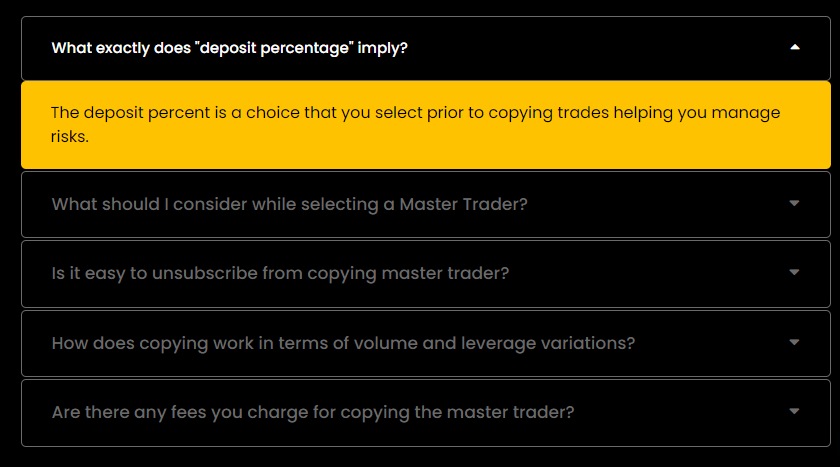 What exactly does "deposit percentage" imply?
The deposit percent is a choice that you select prior to copying trades helping you manage
risks.
What should I consider while selecting a Master Trader?
Is it easy to unsubscribe from copying master trader?
How does copying work in terms of volume and leverage variations?
Are there any fees you charge for copying the master trader?